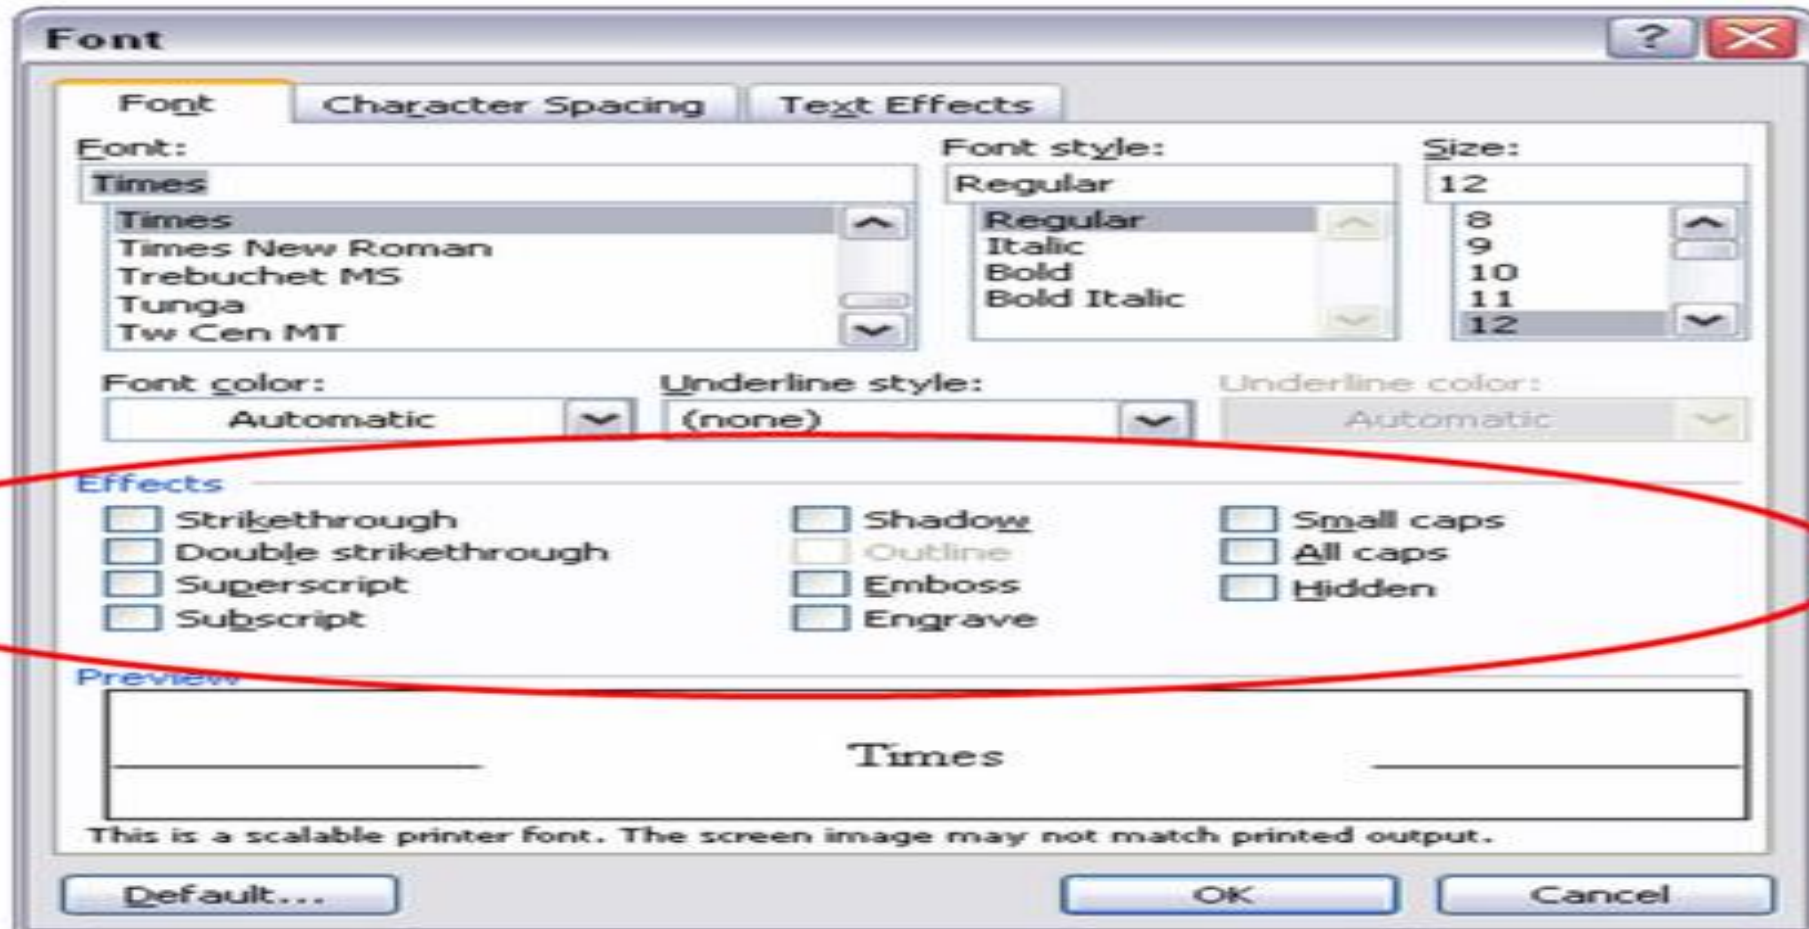 Font
?
Font Character Spacing Text Effects
Font: Font style: Size:
Times Regular 12
Times Regular 8
Times New Roman Italic 9
Trebuchet MS Bold 10
Tunga Bold Italic 11
Tw Cen MT 12
Font color: Underline style: Underline color:
Automatic (none) Automatic
Effects
Strikethrough Shadow Small caps
Double strikethrough Outline All caps
Superscript Emboss Hidden
Subscript Engrave
Preview
Times
This is a scalable printer font. The screen image may not match printed output.
Default... OK Cancel